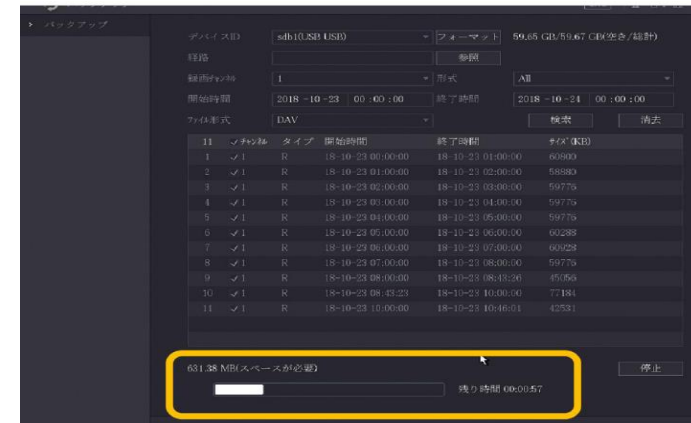 バックアップ
デバイスID sdb10(USB USB) フォーマット 59.65 GB/59.67 GB(空き/総計)
経路 参照
録画チャンネル 1 形式 All
開始時間 2018 -10 -23 00 :00 :00 終了時間 2018 -10 -24 00 :00 :00
ファイル形式 DAV 検索 消去
11 チャンネル タイプ 開始時間 終了時間 サイズ(KB)
1 1 R 18-10-23 00:00:00 18-10-23 01:00:00 60800
2 1 R 18-10-23 01:00:00 18-10-23 02:00:00 58880
3 1 R 18-10-23 02:00:00 18-10-23 03:00:00 59776
4 1 R 18-10-23 03:00:00 18-10-23 04:00:00 59776
5 1 R 18-10-23 04:00:00 18-10-23 05:00:00 59776
6 1 R 18-10-23 05:00:00 18-10-23 06:00:00 60288
7 1 R 18-10-23 06:00:00 18-10-23 07:00:00 60928
8 1 R 18-10-23 07:00:00 18-10-23 08:00:00 59776
9 1 R 18-10-23 08:00:00 18-10-23 08:43:26 45056
10 1 R 18-10-23 08:43:23 18-10-23 10:00:00 77184
11 1 R 18-10-23 10:00:00 18-10-23 10:46:01 42531
631.38 MB(スペースが必要) 停止
残り時間 00:00:57